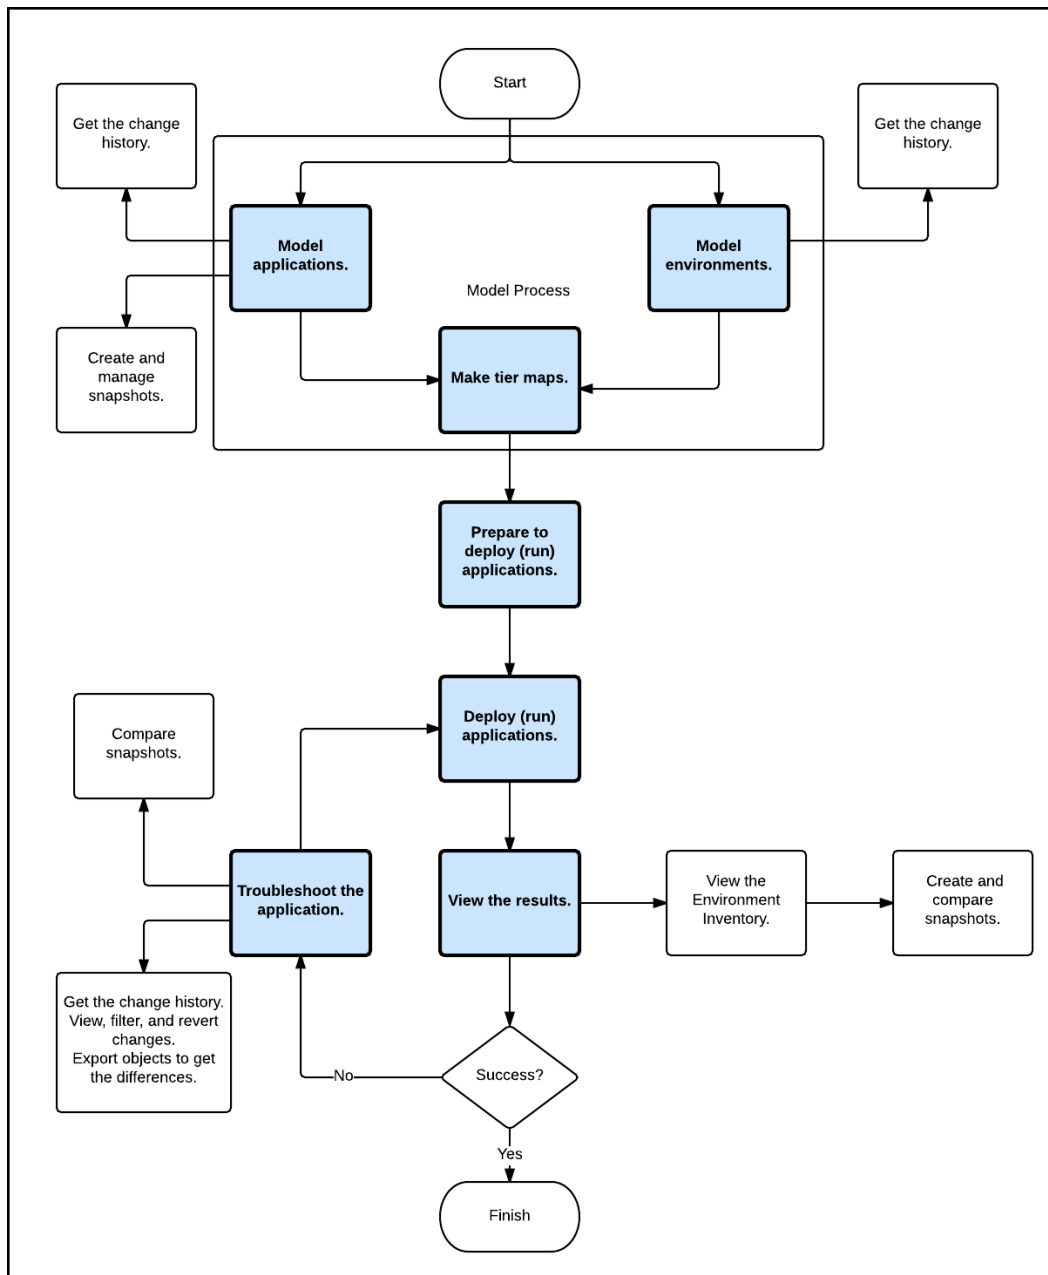 Start
Get the change
history.
Get the change
history.
Model
applications.
Model
environments.
Model Process
Create and
manage
snapshots.
Make tier maps.
Prepare to
deploy (run)
applications.
Deploy (run)
applications.
Compare
snapshots.
Troubleshoot the
application.
View the results.
View the
Environment
Inventory.
Create and
compare
snapshots.
Get the change history.
View, filter, and revert
changes.
Export objects to get
the differences.
No
Success?
Yes
Finish